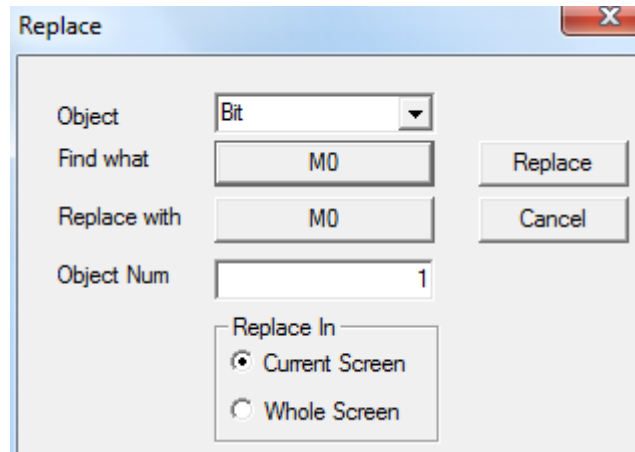 Replace
Object Bit
Find what M0 Replace
Replace with M0 Cancel
Object Num 1
Replace In
Current Screen
Whole Screen